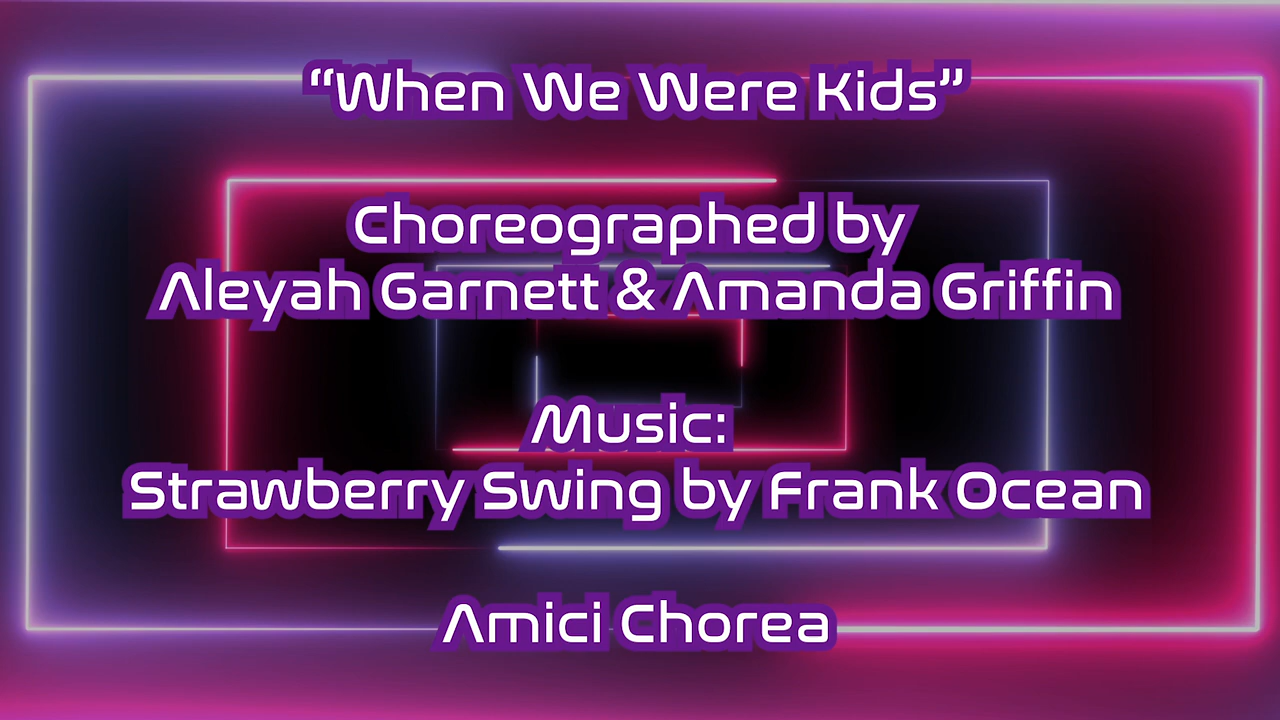 “When We Were Kids”
Choreographed by
Aleyah Garnett & Amanda Griffin
Music:
Strawberry Swing by Frank Ocean
Amici Chorea